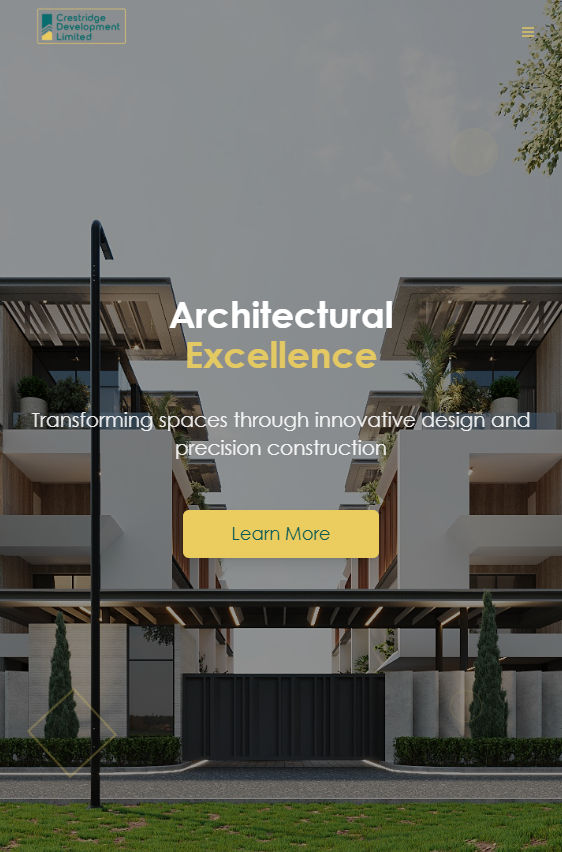 Crestridge
Development
Limited
Architectural
Excellence
Transforming spaces through innovative design and
precision construction
Learn More